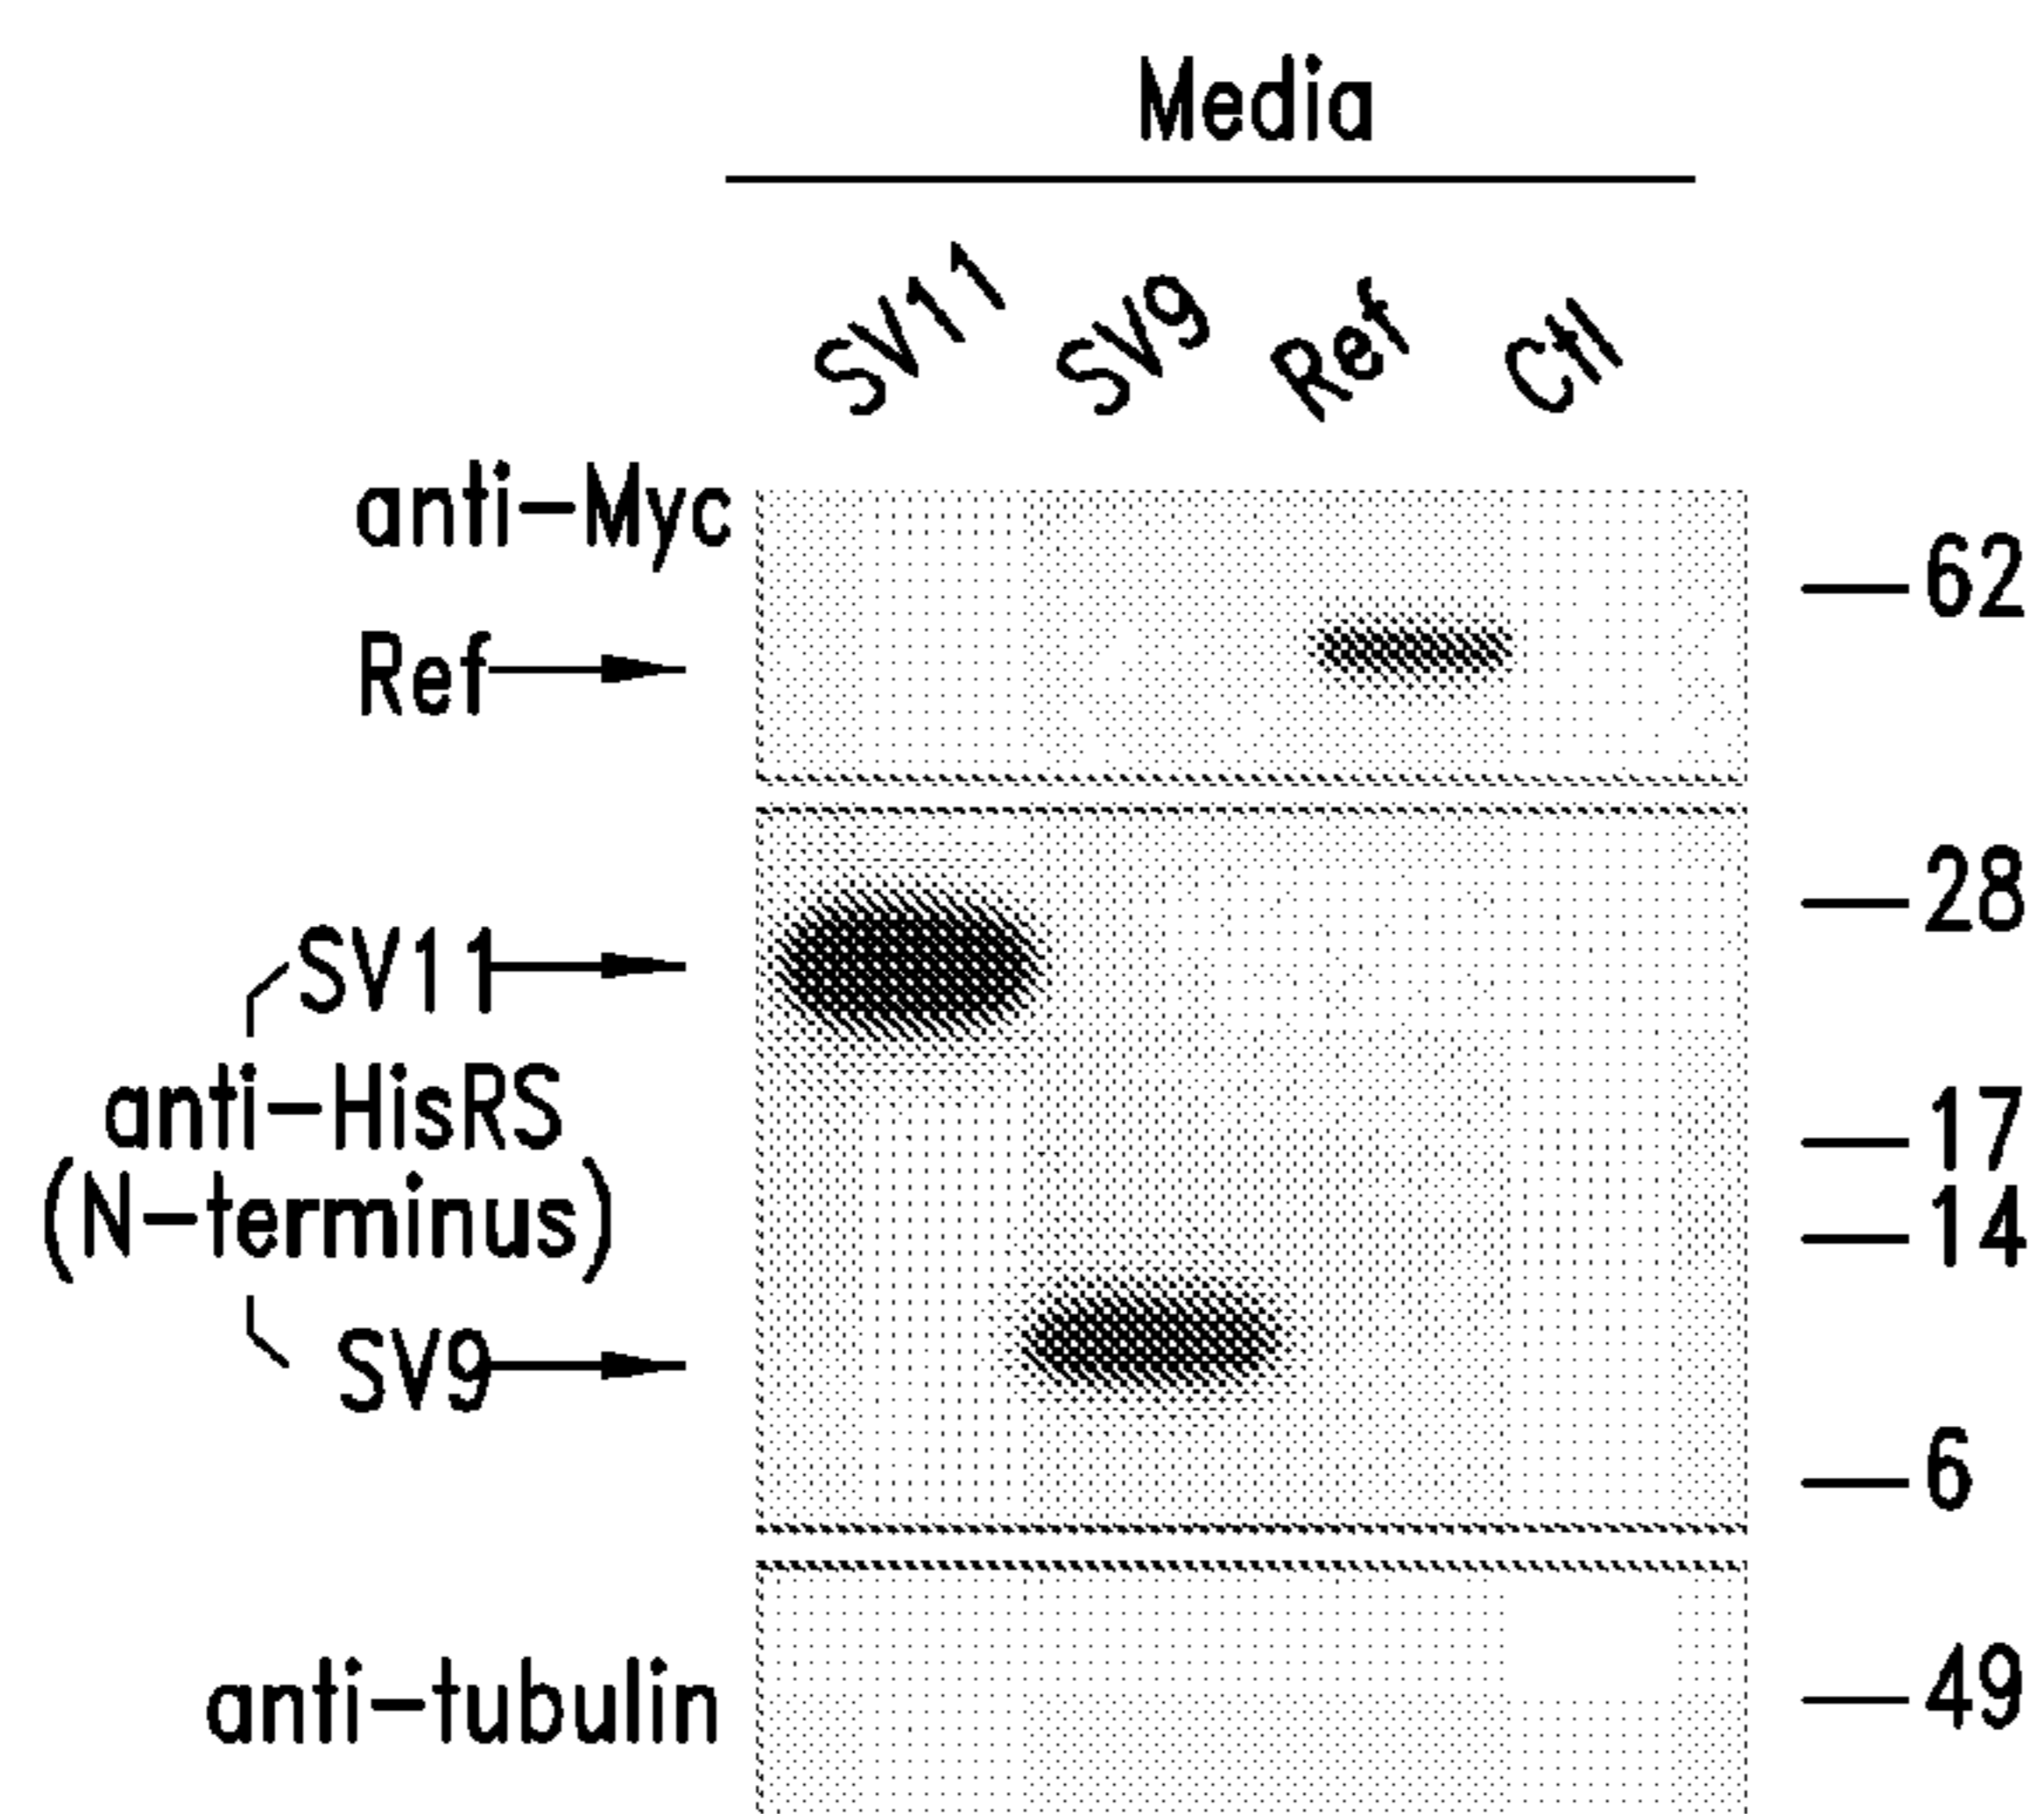 Media
SV11 SV9 Ref Ctl
anti-Myc
62
Ref
28
SV11
anti-HisRS
17
(N-terminus)
14
SV9
6
anti-tubulin
49